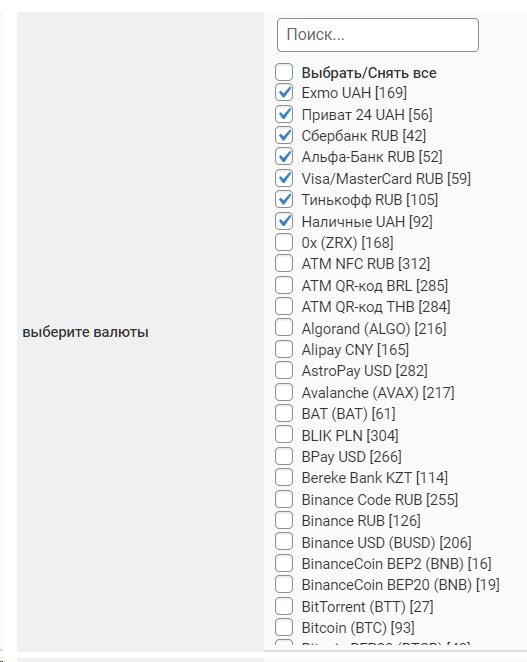 Поиск...
Выбрать/Снять все
Exmo UAH [169]
Приват 24 UAH [56]
Сбербанк RUB [42]
Альфа-Банк RUB [52]
Visa/MasterCard RUB [59]
Тинькофф RUB [105]
Наличные UAH [92]
0x (ZRX) [168]
ATM NFC RUB [312]
ATM QR-код BRL [285]
ATM QR-код THB [284]
выберите валюты
Algorand (ALGO) [216]
Alipay CNY [165]
AstroPay USD [282]
Avalanche (AVAX) [217]
BAT (BAT) [61]
BLIK PLN [304]
BPay USD [266]
Bereke Bank KZT [114]
Binance Code RUB [255]
Binance RUB [126]
Binance USD (BUSD) [206]
BinanceCoin BEP2 (BNB) [16]
BinanceCoin BEP20 (BNB) [19]
BitTorrent (BTT) [27]
Bitcoin (BTC) [93]